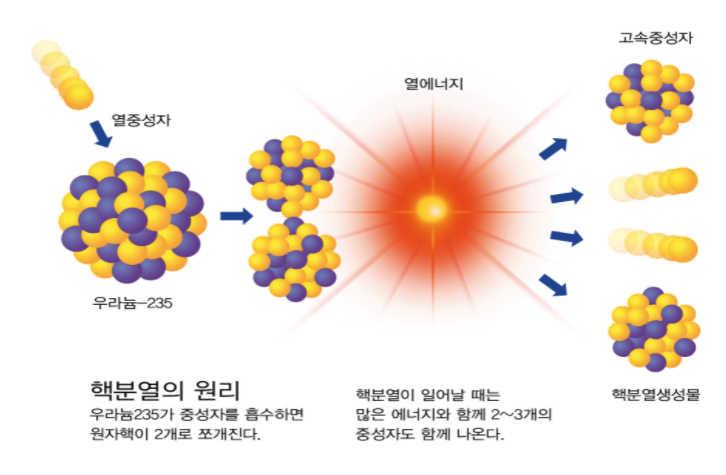 고속중성자
열에너지
열중성자
우라늄-235
핵분열생성물
핵분열의 원리
우라늄235가 중성자를 흡수하면
원자핵이 2개로 쪼개진다.
핵분열이 일어날 때는
많은 에너지와 함께 2~3개의
중성자도 함께 나온다.